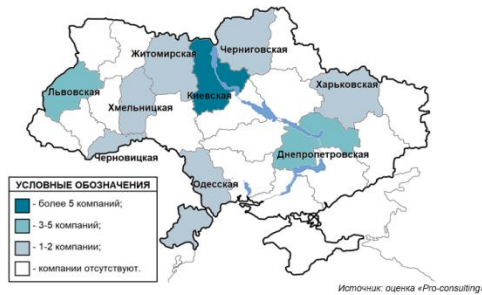 Житомирская
Черниговская
Львовская
Киевская
Харьковская
Хмельницкая
Черновицкая
Днепропетровская
Одесская
УСЛОВНЫЕ ОБОЗНАЧЕНИЯ
- более 5 компаний;
- 3-5 компаний;
- 1-2 компании;
- компании отсутствуют.
Источник: оценка «Pro-consulting»